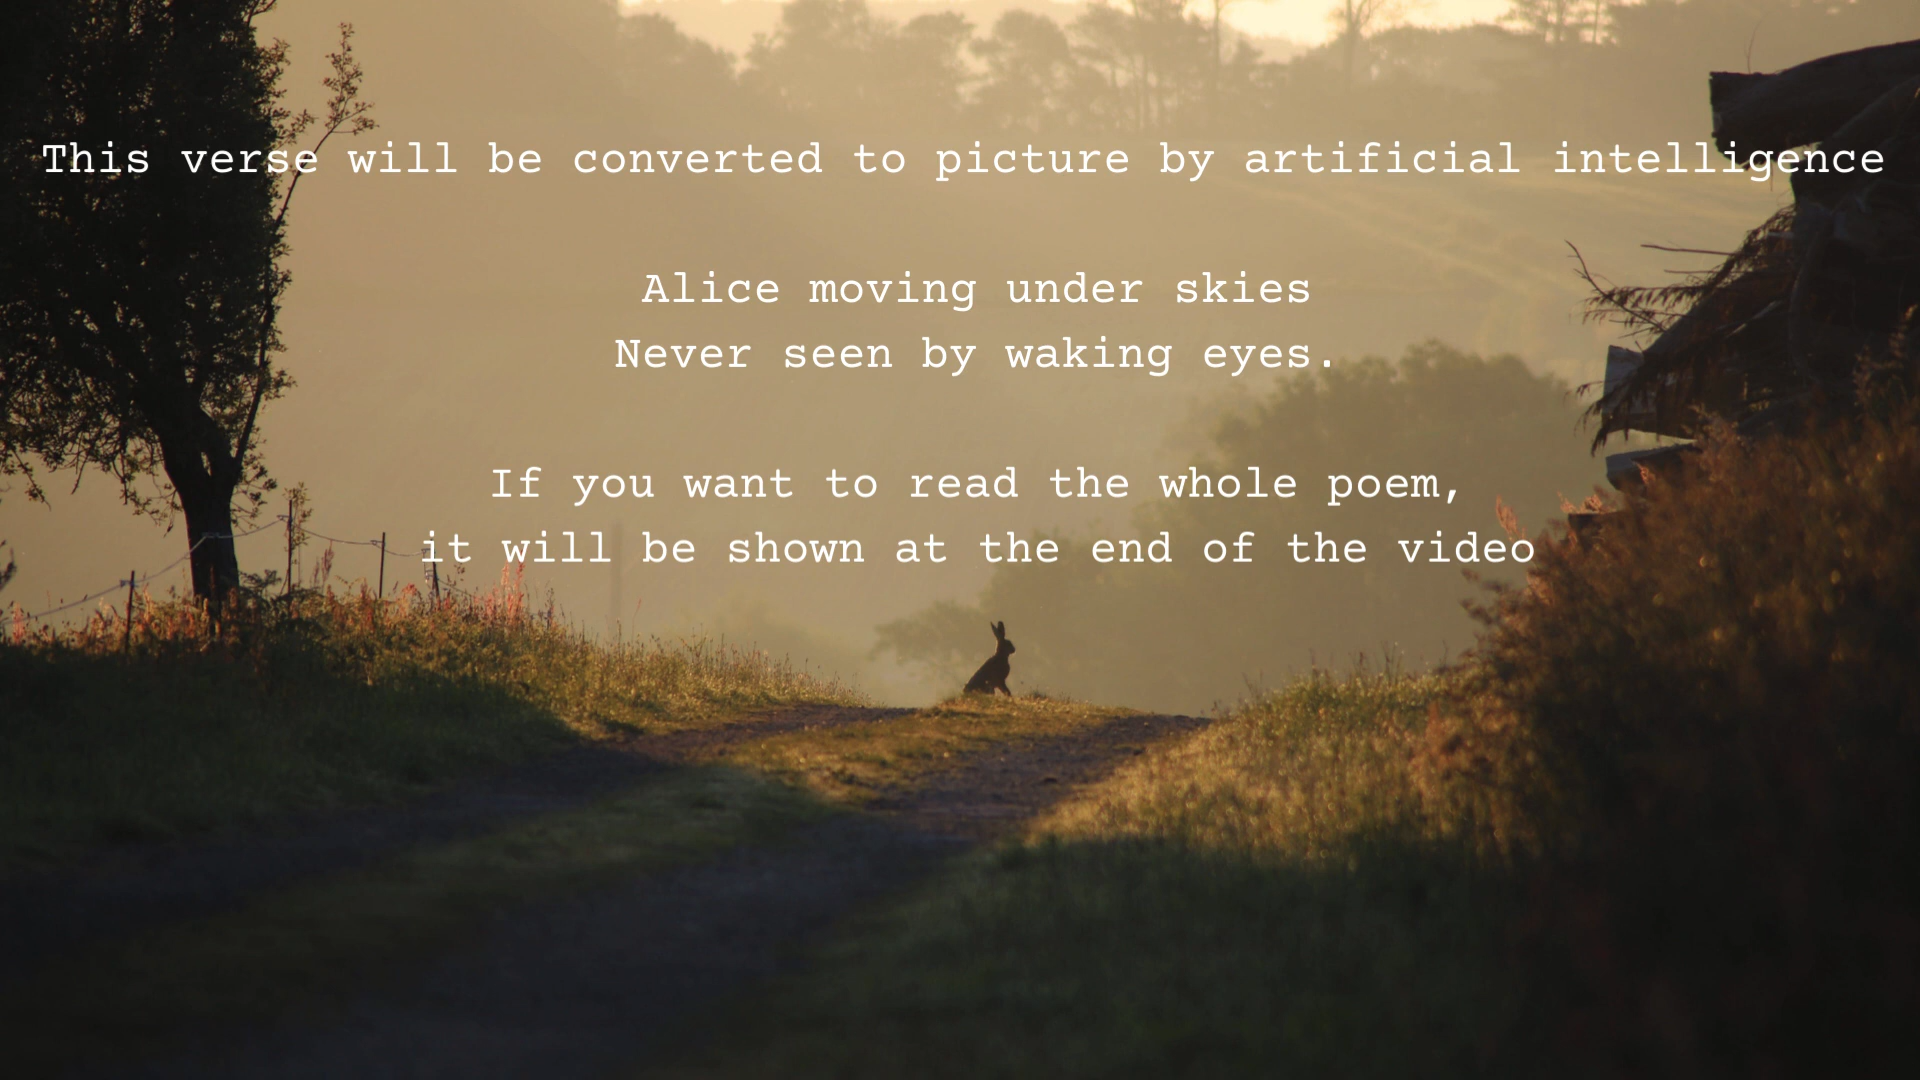 This verse will be converted to picture by artificial intelligence
Alice moving under skies
Never seen by waking eyes.
If you want to read the whole poem,
it will be shown at the end of the video